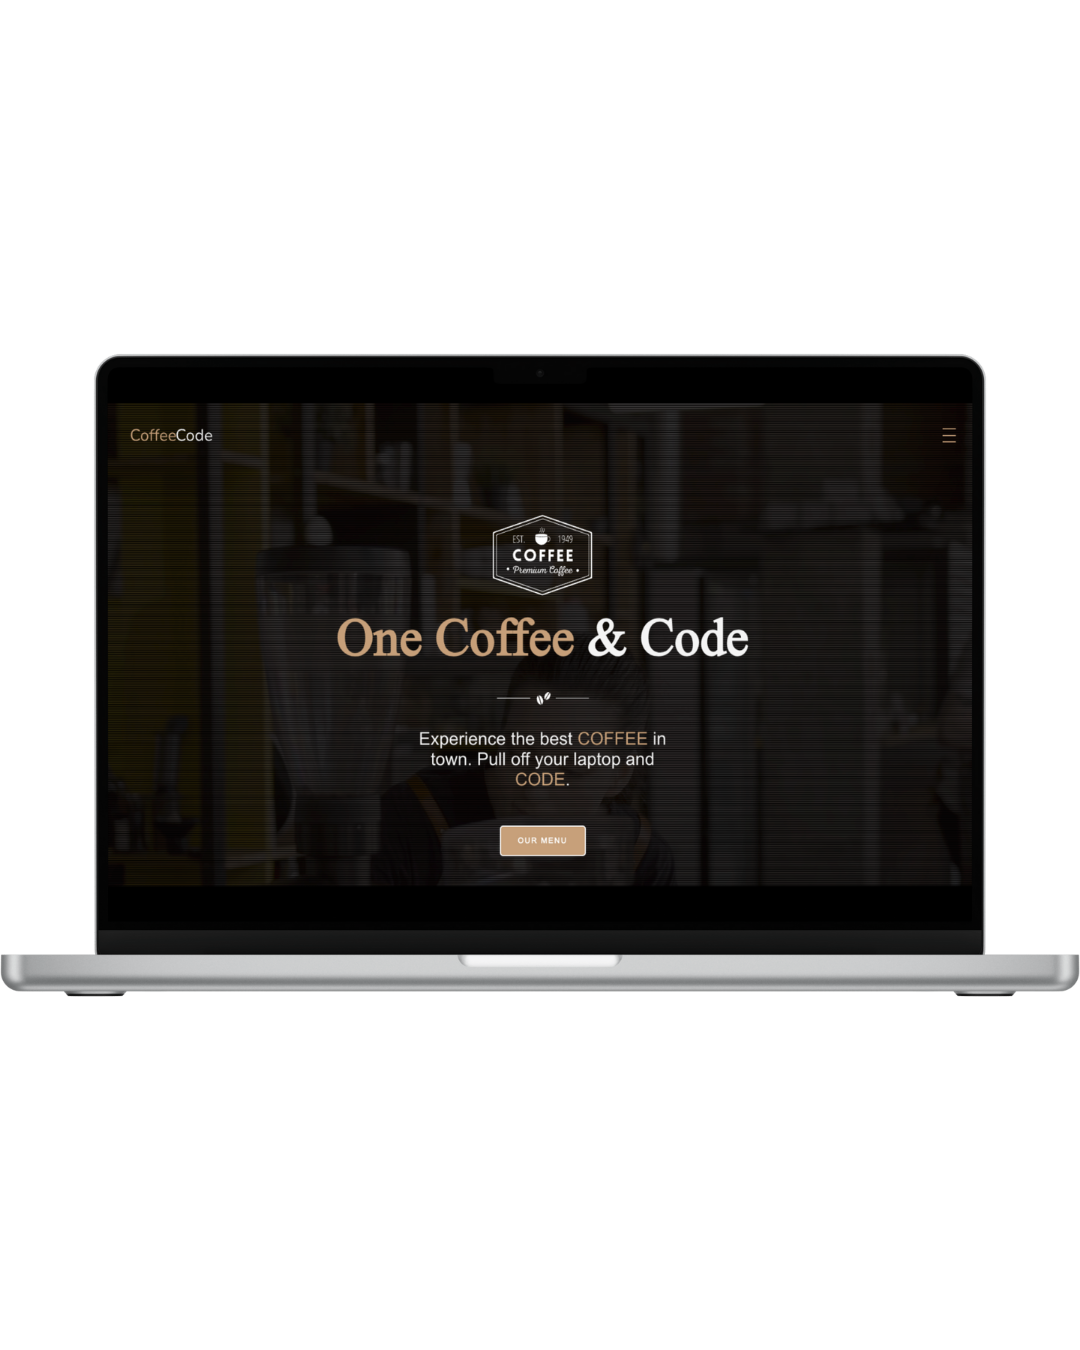 CoffeeCode
EST. 1949
COFFEE
• Premium Coffee •
One Coffee & Code
Experience the best COFFEE in
town. Pull off your laptop and
CODE.
OUR MENU